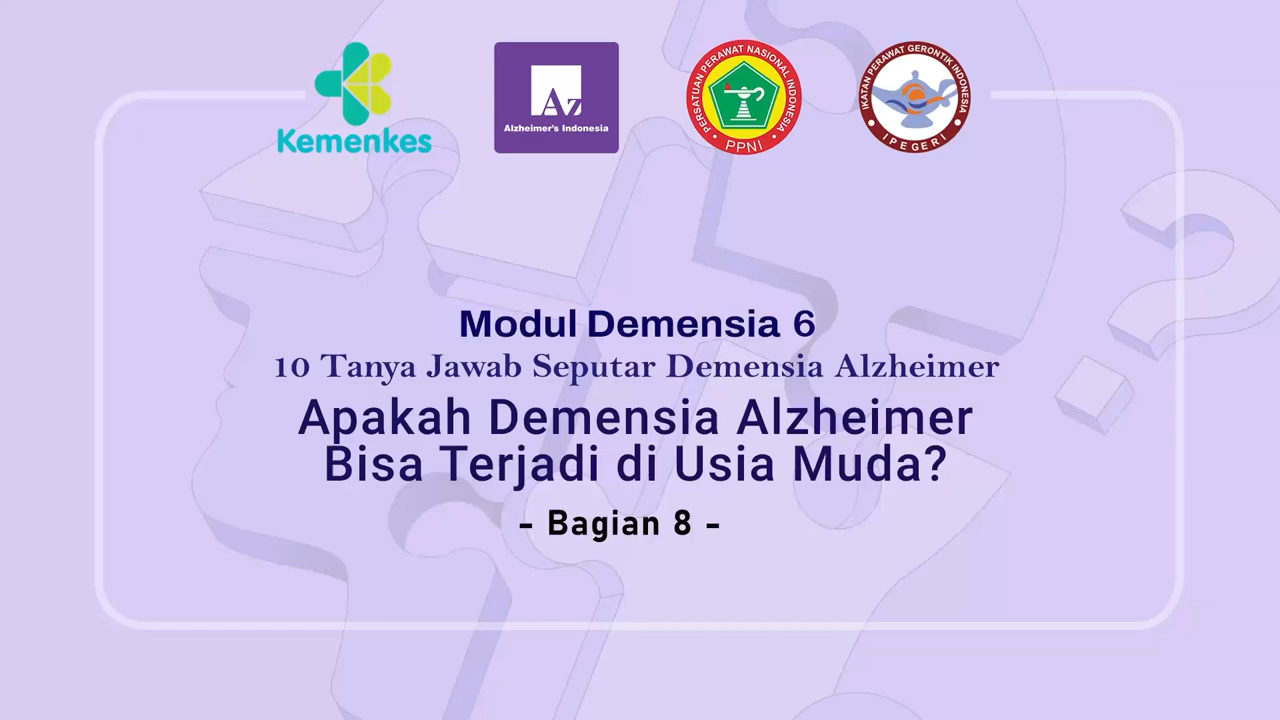 Kemenkes
Az
Alzheimer's Indonesia
PERSATUAN PERAWAT NASIONAL INDONESIA
PPNI
IKATAN PERAWAT GERONTIK INDONESIA
IPEGERI
Modul Demensia 6
10 Tanya Jawab Seputar Demensia Alzheimer
Apakah Demensia Alzheimer
Bisa Terjadi di Usia Muda?
- Bagian 8 -